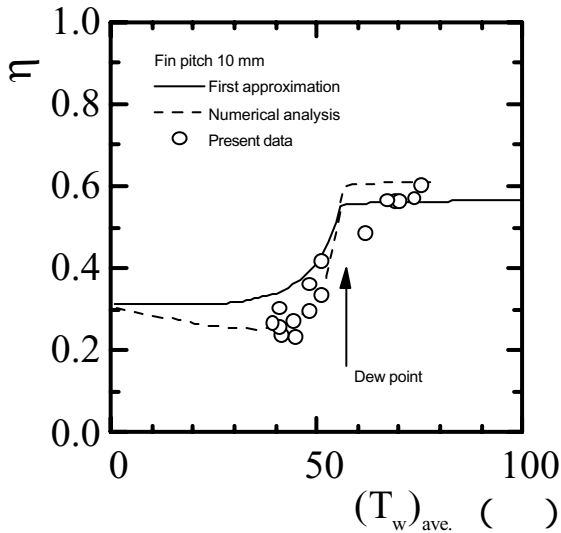 1.0
η
Fin pitch 10 mm
First approximation
0.8
Numerical analysis
Present data
0.6
0.4
0.2
Dew point
0.0
0 50 100
(T_w)_ave. ( )